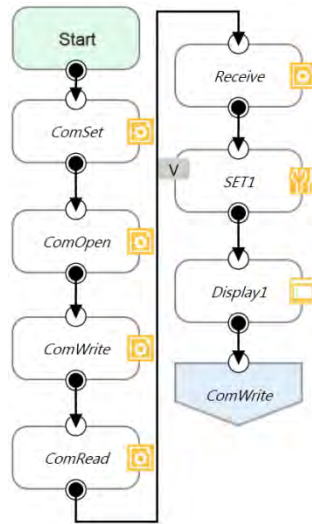 Start
ComSet
ComOpen
ComWrite
ComRead
Receive
V
SET1
Display1
ComWrite